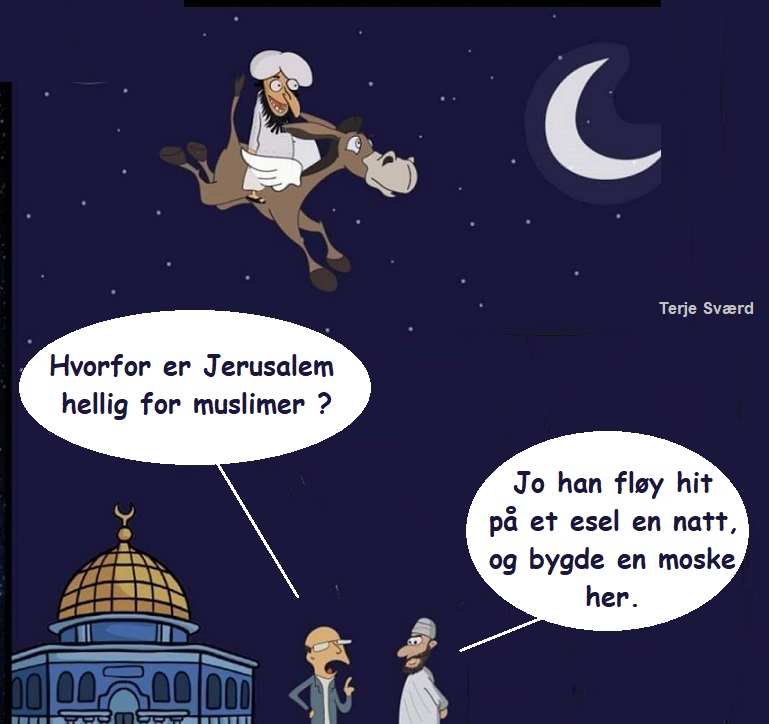 Terje Sværd
Hvorfor er Jerusalem
hellig for muslimer ?
Jo han fløy hit
på et esel en natt,
og bygde en moske
her.